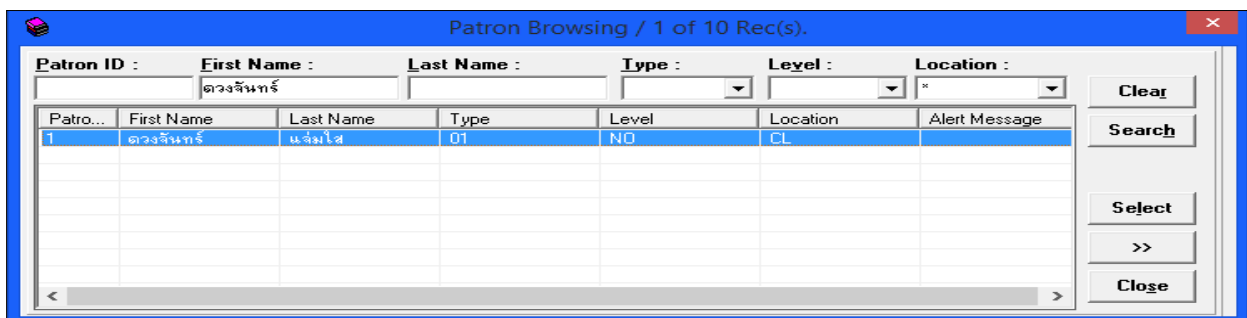 Patron Browsing / 1 of 10 Rec(s).
Patron ID : First Name : Last Name : Type : Level : Location :
ดวงจันทร์ *
Clear
Patro... First Name Last Name Type Level Location Alert Message
Search
1 ดวงจันทร์ แจ่มใส 01 NO CL
Select
>>
Close